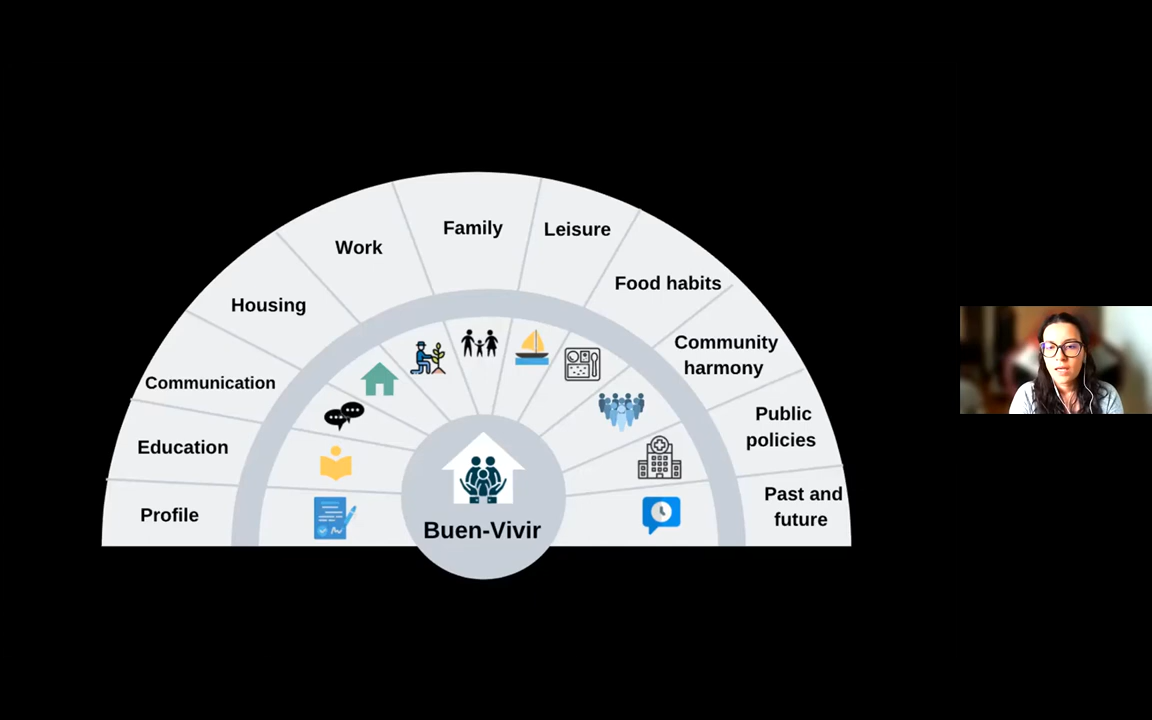 Family
Leisure
Work
Food habits
Housing
Community
harmony
Communication
Public
policies
Education
Past and
future
Profile
Buen-Vivir